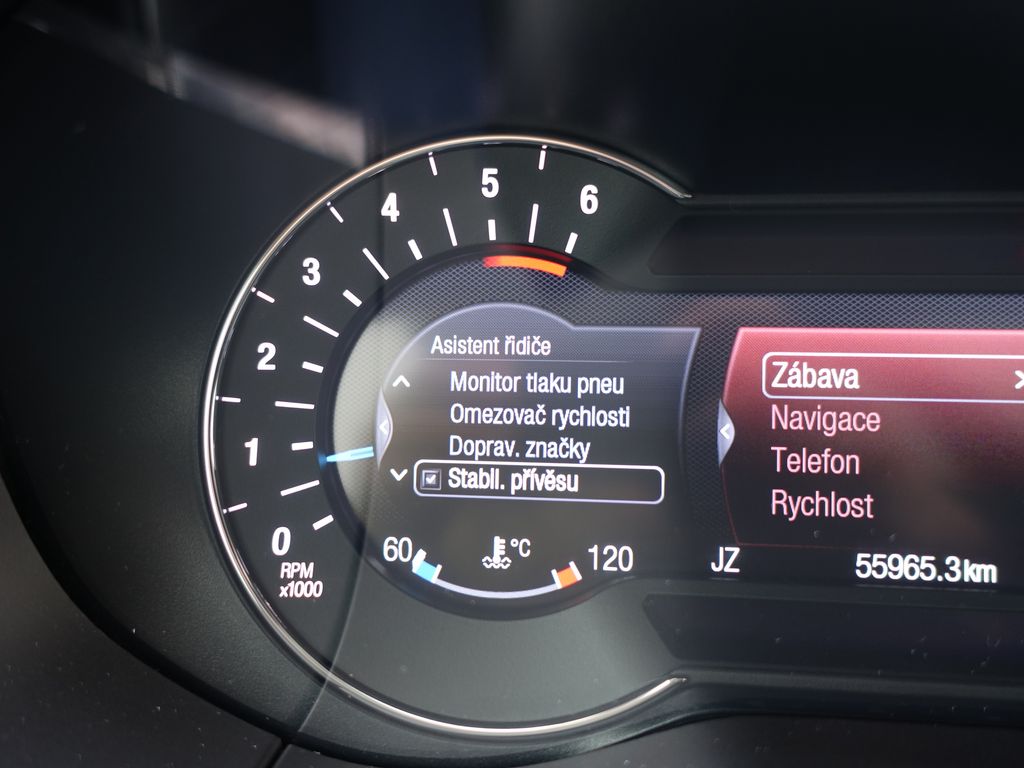 6
5
4
3
2
1
0
RPM
x1000
Asistent řidiče
Monitor tlaku pneu
Omezovač rychlosti
Doprav. značky
Stabil. přívěsu
60
°C
120
Zábava
Navigace
Telefon
Rychlost
JZ
55965.3km